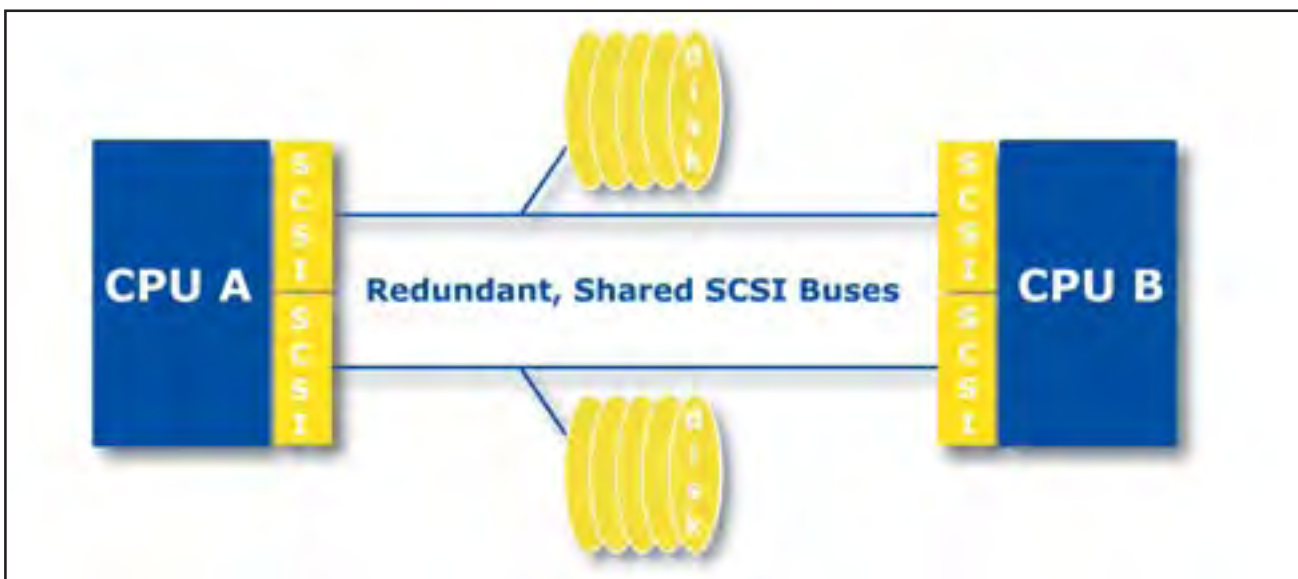 disk
SCSI
SCSI
CPU A
Redundant, Shared SCSI Buses
CPU B
SCSI
SCSI
disk